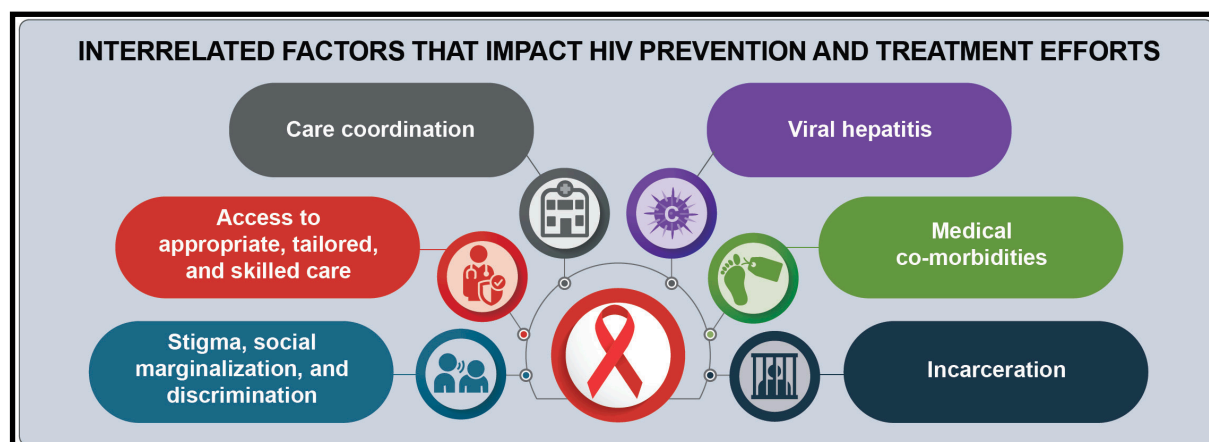 INTERRELATED FACTORS THAT IMPACT HIV PREVENTION AND TREATMENT EFFORTS
Care coordination
Viral hepatitis
Access to
appropriate, tailored,
and skilled care
Medical
co-morbidities
Stigma, social
marginalization, and
discrimination
Incarceration
C